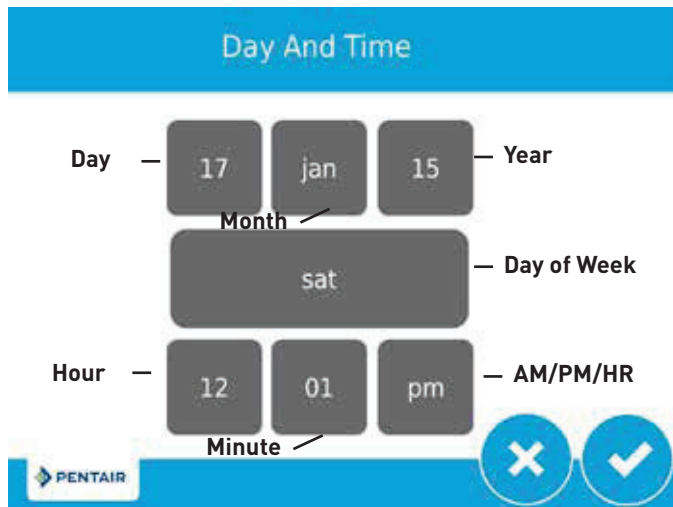 Day And Time
Day 17 jan 15 Year
Month
sat Day of Week
Hour 12 01 pm AM/PM/HR
Minute
PENTAIR